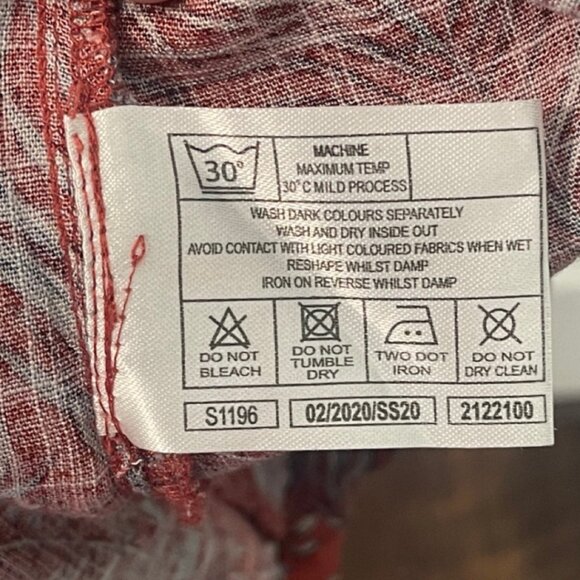 30°
MACHINE
MAXIMUM TEMP
30°C MILD PROCESS
WASH DARK COLOURS SEPARATELY
WASH AND DRY INSIDE OUT
AVOID CONTACT WITH LIGHT COLOURED FABRICS WHEN WET
RESHAPE WHILST DAMP
IRON ON REVERSE WHILST DAMP
DO NOT
BLEACH
DO NOT
TUMBLE
DRY
TWO DOT
IRON
DO NOT
DRY CLEAN
S1196
02/2020/SS20
2122100